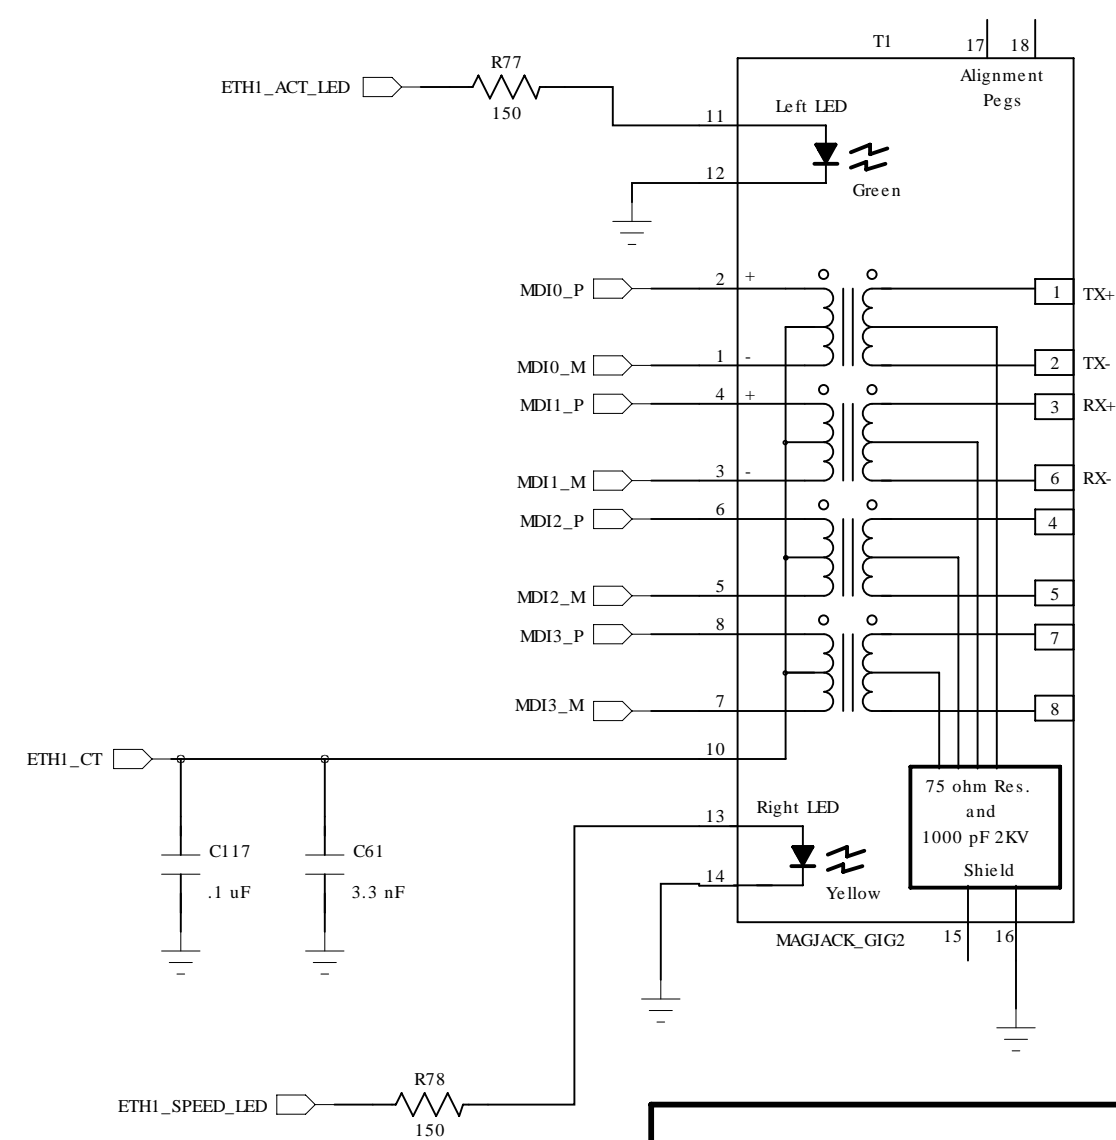 T1
17 18
R77
ETH1_ACT_LED
150
Alignment
Pegs
Left LED
11
12
Green
MDI0_P
2 +
1 TX+
MDI0_M
1 -
2 TX-
MDI1_P
4 +
3 RX+
MDI1_M
3 -
6 RX-
MDI2_P
6
4
MDI2_M
5
5
MDI3_P
8
7
MDI3_M
7
8
ETH1_CT
10
75 ohm Res.
and
1000 pF 2KV
Shield
Right LED
13
C117
.1 uF
C61
3.3 nF
14
Yellow
MAGJACK_GIG2
15 16
R78
ETH1_SPEED_LED
150